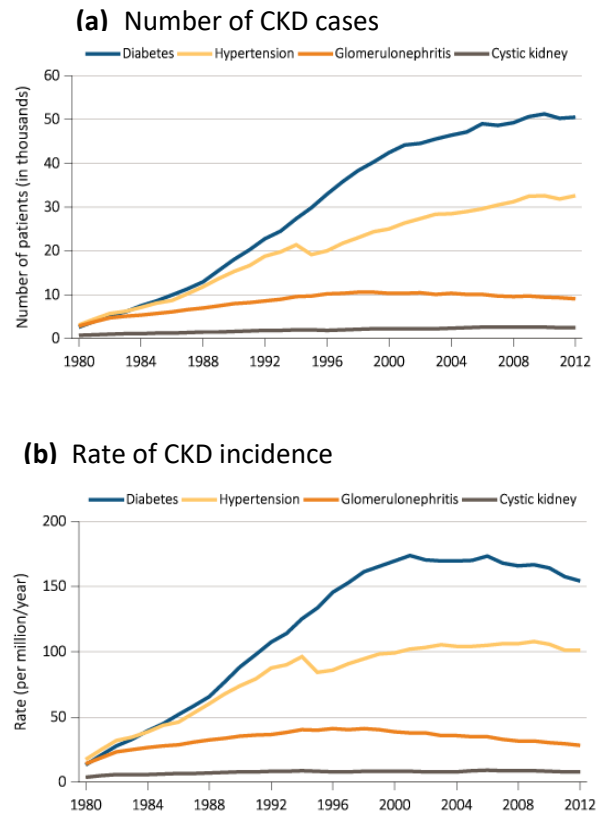 (a) Number of CKD cases
Diabetes Hypertension Glomerulonephritis Cystic kidney
Number of patients (in thousands)
60
50
40
30
20
10
0
1980 1984 1988 1992 1996 2000 2004 2008 2012
(b) Rate of CKD incidence
Diabetes Hypertension Glomerulonephritis Cystic kidney
Rate (per million/year)
200
150
100
50
0
1980 1984 1988 1992 1996 2000 2004 2008 2012